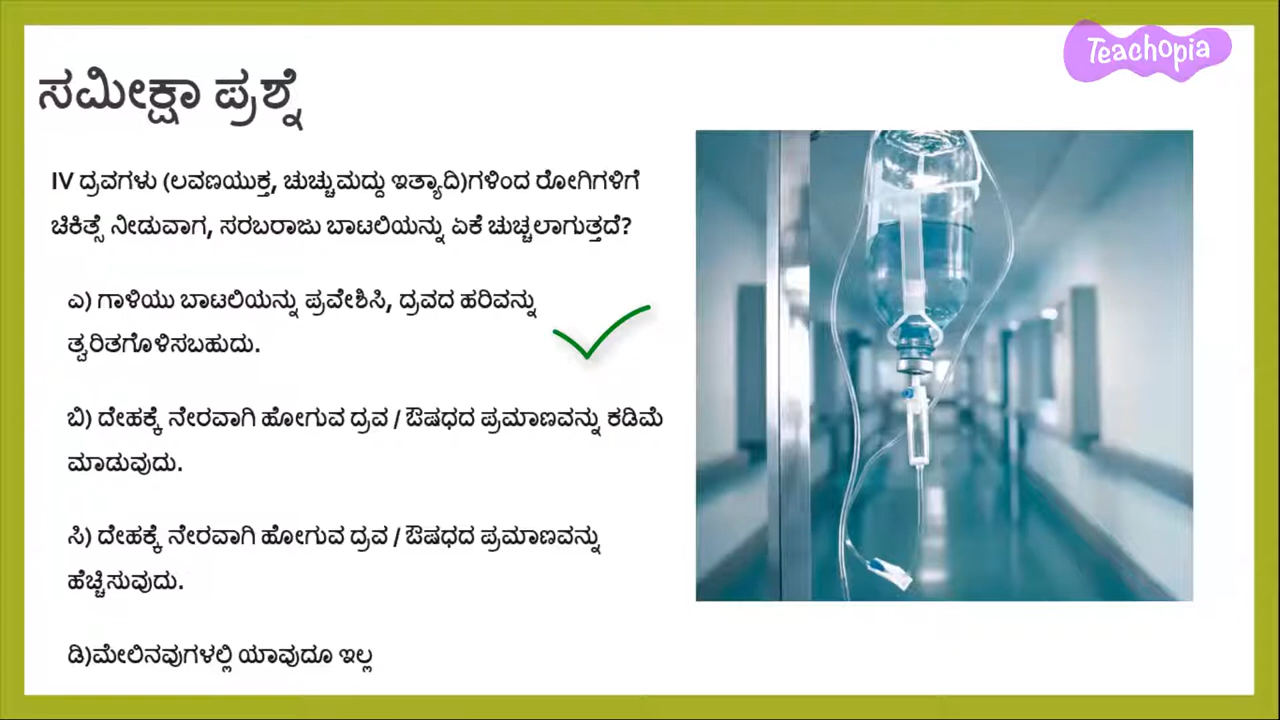 Teachopia
ಸಮೀಕ್ಷಾ ಪ್ರಶ್ನೆ
IV ದ್ರವಗಳು (ಲವಣಯುಕ್ತ, ಚುಚ್ಚುಮದ್ದು ಇತ್ಯಾದಿ)ಗಳಿಂದ ರೋಗಿಗಳಿಗೆ
ಚಿಕಿತ್ಸೆ ನೀಡುವಾಗ, ಸರಬರಾಜು ಬಾಟಲಿಯನ್ನು ಏಕೆ ಚುಚ್ಚಲಾಗುತ್ತದೆ?
ಎ) ಗಾಳಿಯು ಬಾಟಲಿಯನ್ನು ಪ್ರವೇಶಿಸಿ, ದ್ರವದ ಹರಿವನ್ನು
ತ್ವರಿತಗೊಳಿಸಬಹುದು.
ಬಿ) ದೇಹಕ್ಕೆ ನೇರವಾಗಿ ಹೋಗುವ ದ್ರವ / ಔಷಧದ ಪ್ರಮಾಣವನ್ನು ಕಡಿಮೆ
ಮಾಡುವುದು.
ಸಿ) ದೇಹಕ್ಕೆ ನೇರವಾಗಿ ಹೋಗುವ ದ್ರವ / ಔಷಧದ ಪ್ರಮಾಣವನ್ನು
ಹೆಚ್ಚಿಸುವುದು.
ಡಿ)ಮೇಲಿನವುಗಳಲ್ಲಿ ಯಾವುದೂ ಇಲ್ಲ